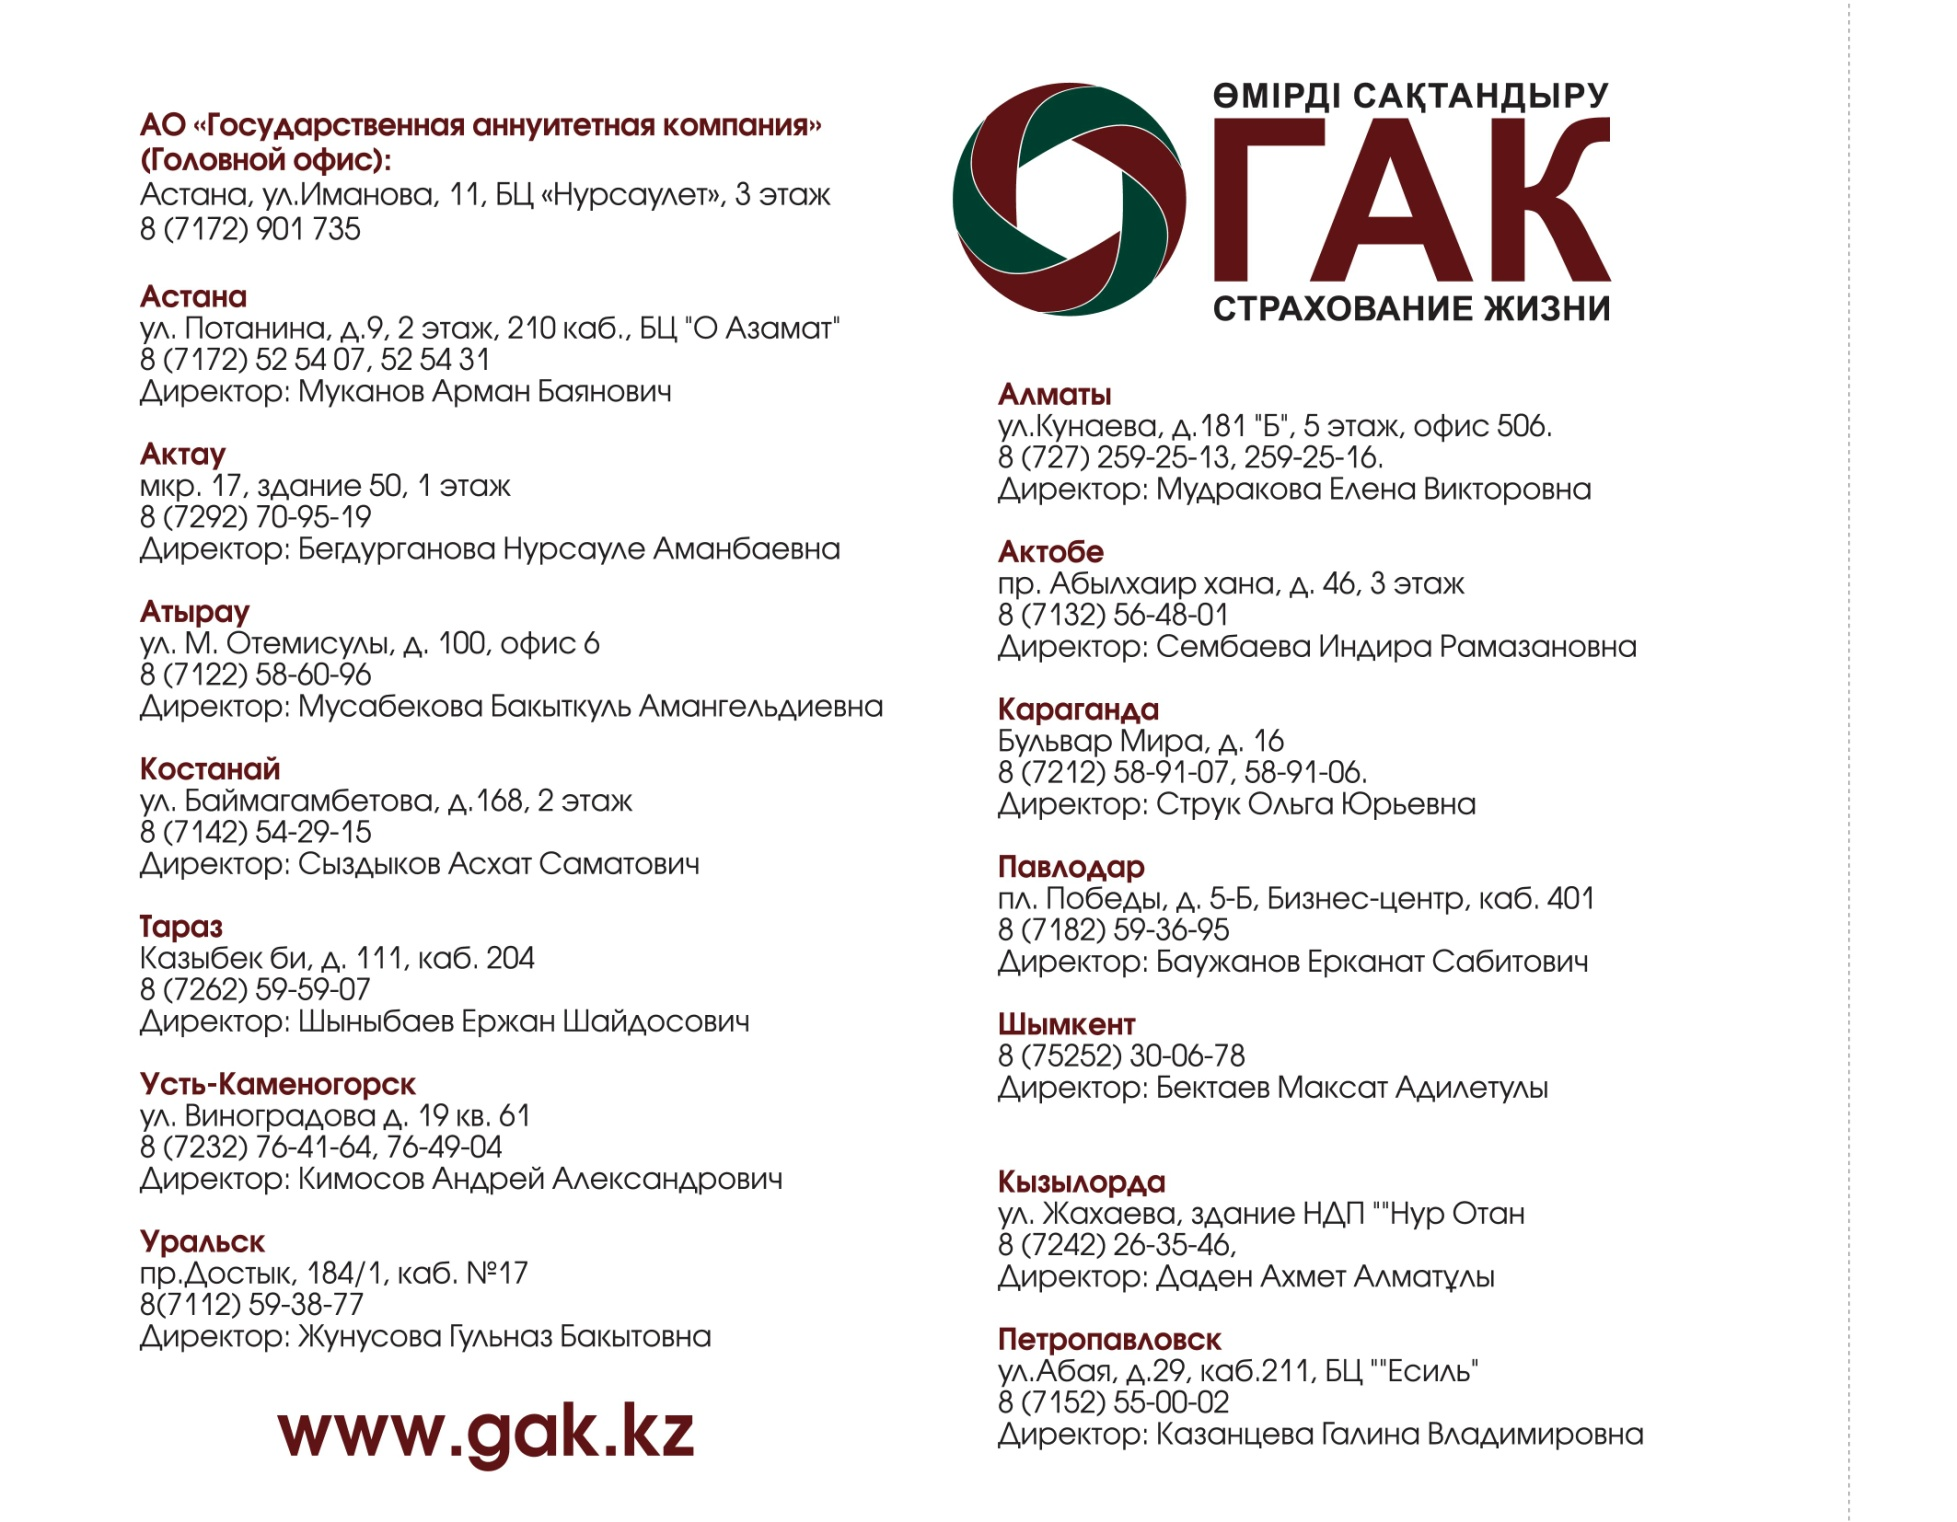 АО «Государственная аннуитетная компания»
(Головной офис):
Астана, ул.Иманова, 11, БЦ «Нурсаулет», 3 этаж
8 (7172) 901 735
Астана
ул. Потанина, д.9, 2 этаж, 210 каб., БЦ "О Азамат"
8 (7172) 52 54 07, 52 54 31
Директор: Муканов Арман Баянович
Актау
мкр. 17, здание 50, 1 этаж
8 (7292) 70-95-19
Директор: Бегдурганова Нурсауле Аманбаевна
Атырау
ул. М. Отемисулы, д. 100, офис 6
8 (7122) 58-60-96
Директор: Мусабекова Бакыткуль Амангельдиевна
Костанай
ул. Баймагамбетова, д.168, 2 этаж
8 (7142) 54-29-15
Директор: Сыздыков Асхат Саматович
Тараз
Казыбек би, д. 111, каб. 204
8 (7262) 59-59-07
Директор: Шыныбаев Ержан Шайдосович
Усть-Каменогорск
ул. Виноградова д. 19 кв. 61
8 (7232) 76-41-64, 76-49-04
Директор: Кимосов Андрей Александрович
Уральск
пр.Достык, 184/1, каб. №17
8(7112) 59-38-77
Директор: Жунусова Гульназ Бакытовна
www.gak.kz
ӨМІРДІ САҚТАНДЫРУ
ГАК
СТРАХОВАНИЕ ЖИЗНИ
Алматы
ул.Кунаева, д.181 "Б", 5 этаж, офис 506.
8 (727) 259-25-13, 259-25-16.
Директор: Мудракова Елена Викторовна
Актобе
пр. Абылхаир хана, д. 46, 3 этаж
8 (7132) 56-48-01
Директор: Сембаева Индира Рамазановна
Караганда
Бульвар Мира, д. 16
8 (7212) 58-91-07, 58-91-06.
Директор: Струк Ольга Юрьевна
Павлодар
пл. Победы, д. 5-Б, Бизнес-центр, каб. 401
8 (7182) 59-36-95
Директор: Баужанов Ерканат Сабитович
Шымкент
8 (75252) 30-06-78
Директор: Бектаев Максат Адилетулы
Кызылорда
ул. Жахаева, здание НДП ""Нур Отан
8 (7242) 26-35-46,
Директор: Даден Ахмет Алматұлы
Петропавловск
ул.Абая, д.29, каб.211, БЦ ""Есиль"
8 (7152) 55-00-02
Директор: Казанцева Галина Владимировна